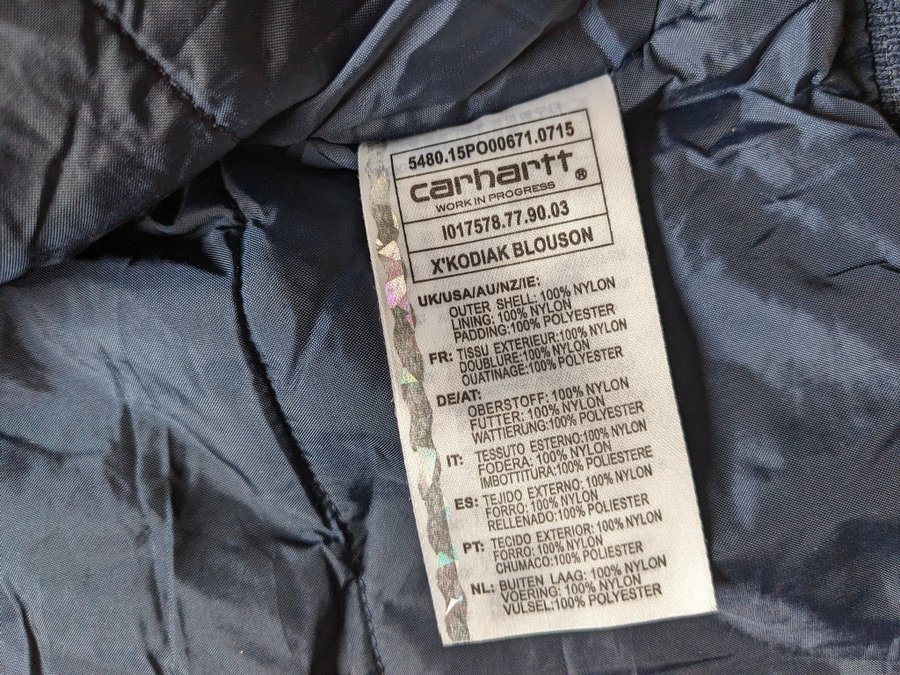 5480.15PO00671.0715
carhartt®
WORK IN PROGRESS
I017578.77.90.03
X'KODIAK BLOUSON
UK/USA/AU/NZ/IE:
OUTER SHELL: 100% NYLON
LINING: 100% NYLON
PADDING:100% POLYESTER
FR: TISSU EXTERIEUR:100% NYLON
DOUBLURE:100% NYLON
OUATINAGE:100% POLYESTER
DE/AT:
OBERSTOFF: 100% NYLON
FUTTER: 100% NYLON
WATTIERUNG:100% POLYESTER
IT: TESSUTO ESTERNO:100% NYLON
FODERA: 100% NYLON
IMBOTTITURA:100% POLIESTERE
ES: TEJIDO EXTERNO: 100% NYLON
FORRO: 100% NYLON
RELLENADO:100% POLIESTER
PT: TECIDO EXTERIOR: 100% NYLON
FORRO: 100% NYLON
CHUMACO:100% POLIESTER
NL: BUITEN LAAG: 100% NYLON
VOERING: 100% NYLON
VULSEL:100% POLYESTER